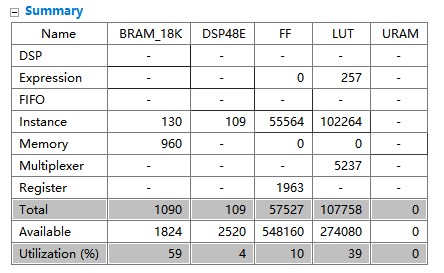 Summary
Name BRAM_18K DSP48E FF LUT URAM
DSP - - - - -
Expression - - 0 257 -
FIFO - - - - -
Instance 130 109 55564 102264 -
Memory 960 - 0 0 -
Multiplexer - - - 5237 -
Register - - 1963 - -
Total 1090 109 57527 107758 0
Available 1824 2520 548160 274080 0
Utilization (%) 59 4 10 39 0